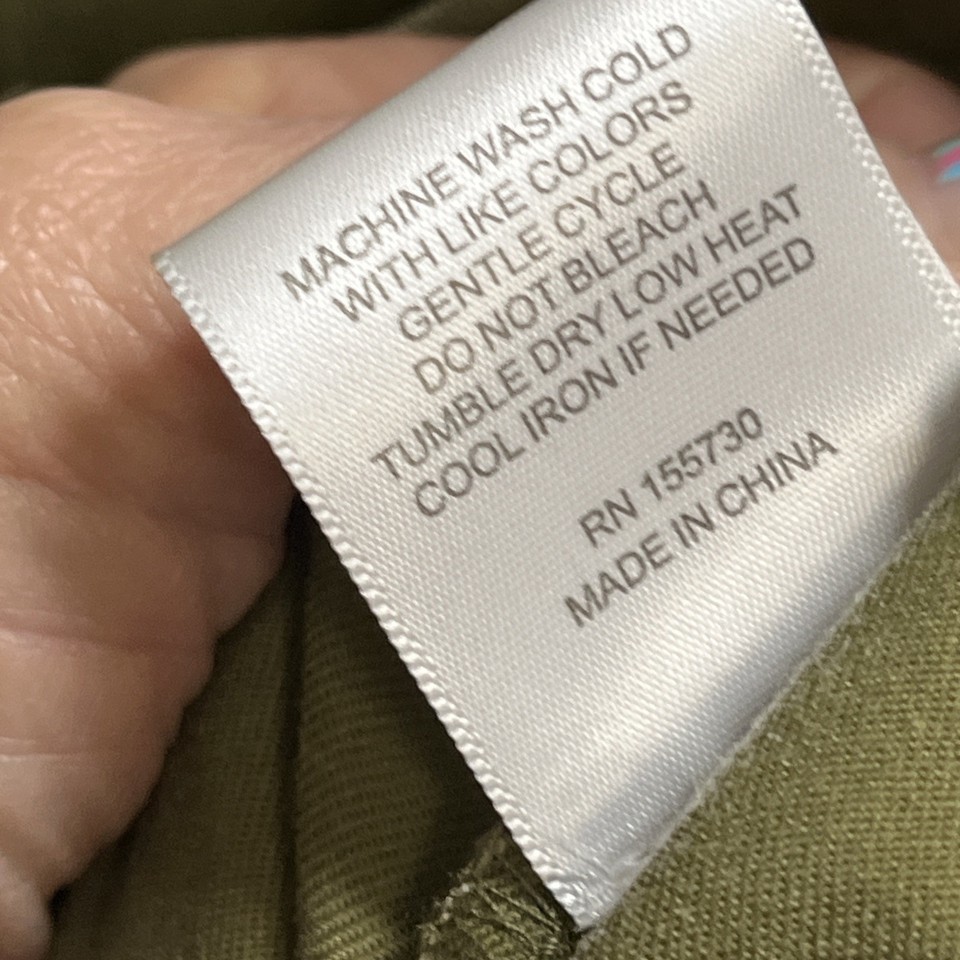 MACHINE WASH COLD
WITH LIKE COLORS
GENTLE CYCLE
DO NOT BLEACH
TUMBLE DRY LOW HEAT
COOL IRON IF NEEDED
RN 155730
MADE IN CHINA